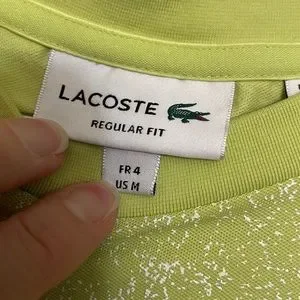 LACOSTE
REGULAR FIT
FR 4
US M